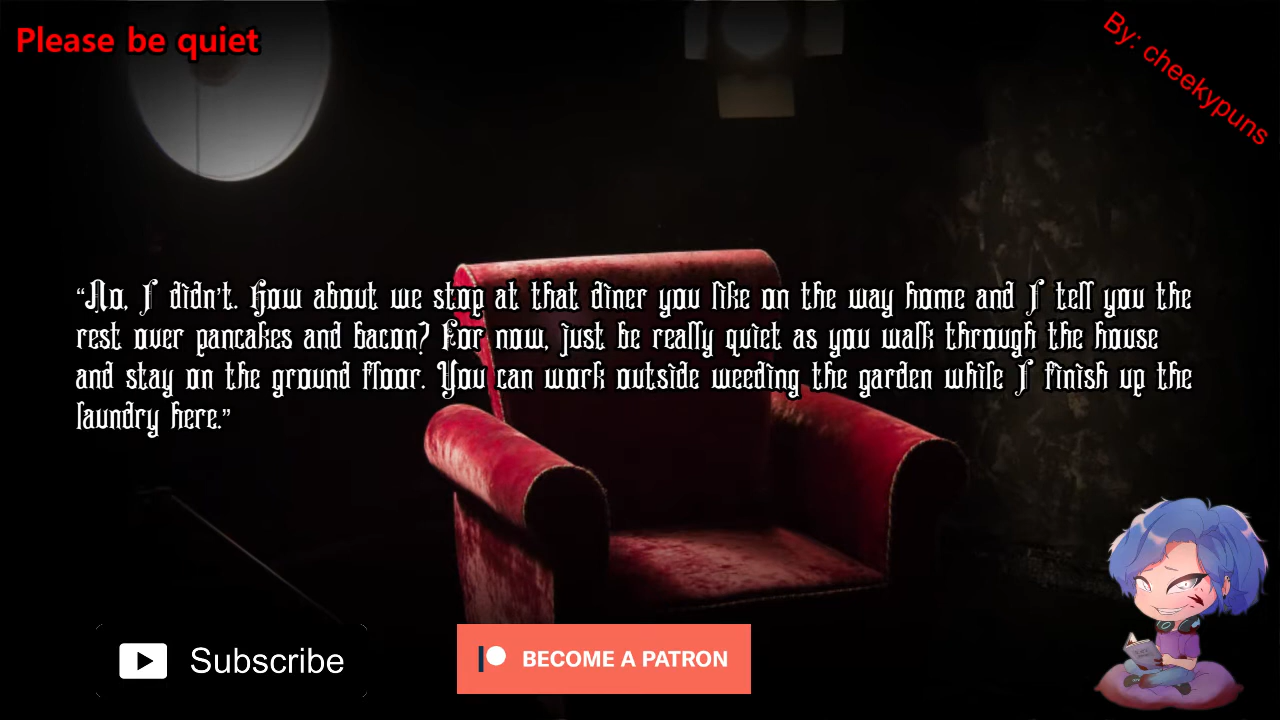 Please be quiet
By: cheekypuns
“No, I didn't. How about we stop at that diner you like on the way home and I tell you the
rest over pancakes and bacon? For now, just be really quiet as you walk through the house
and stay on the ground floor. You can work outside weeding the garden while I finish up the
laundry here.”
Subscribe
BECOME A PATRON